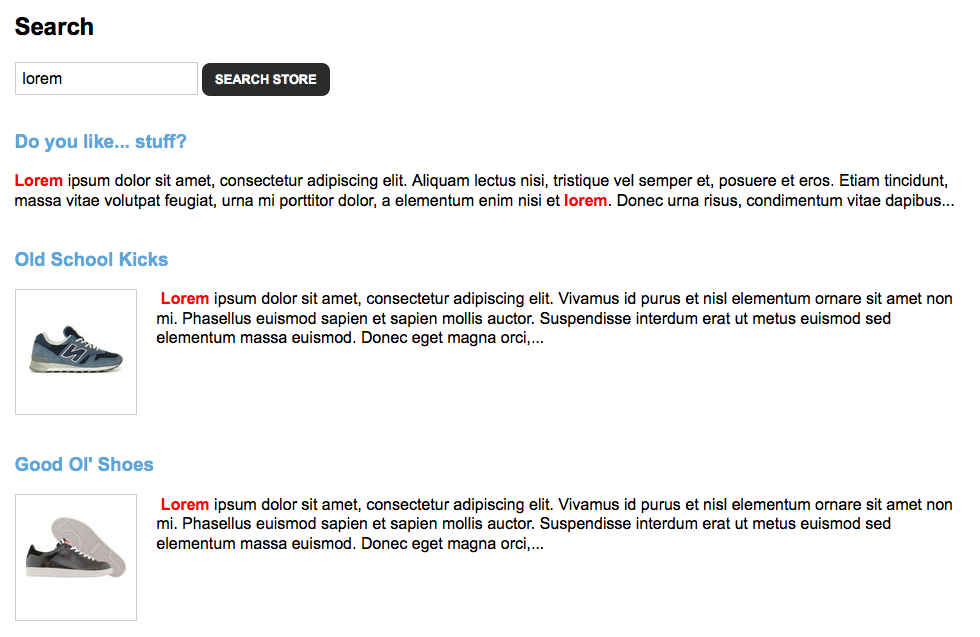 Search
lorem
SEARCH STORE
Do you like... stuff?
Lorem ipsum dolor sit amet, consectetur adipiscing elit. Aliquam lectus nisi, tristique vel semper et, posuere et eros. Etiam tincidunt,
massa vitae volutpat feugiat, urna mi porttitor dolor, a elementum enim nisi et lorem. Donec urna risus, condimentum vitae dapibus...
Old School Kicks
Lorem ipsum dolor sit amet, consectetur adipiscing elit. Vivamus id purus et nisl elementum ornare sit amet non
mi. Phasellus euismod sapien et sapien mollis auctor. Suspendisse interdum erat ut metus euismod sed
elementum massa euismod. Donec eget magna orci,...
Good Ol' Shoes
Lorem ipsum dolor sit amet, consectetur adipiscing elit. Vivamus id purus et nisl elementum ornare sit amet non
mi. Phasellus euismod sapien et sapien mollis auctor. Suspendisse interdum erat ut metus euismod sed
elementum massa euismod. Donec eget magna orci,...